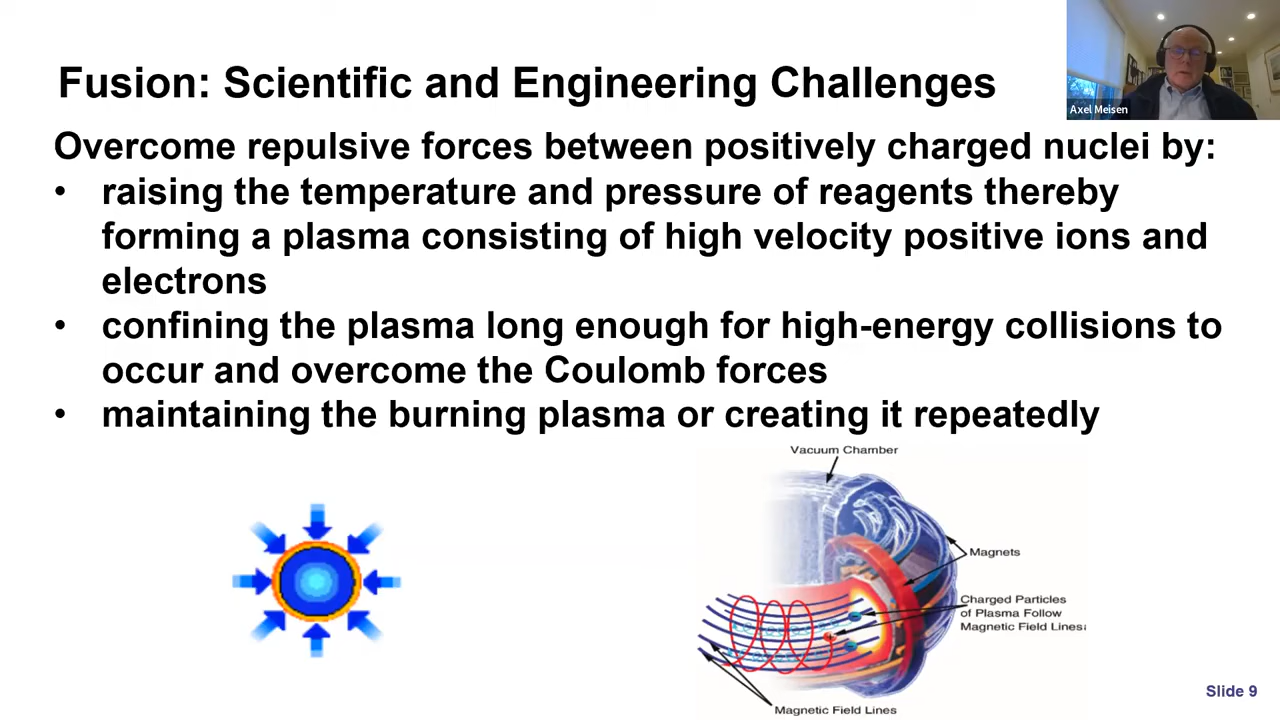 Fusion: Scientific and Engineering Challenges
Axel Meisen
Overcome repulsive forces between positively charged nuclei by:
• raising the temperature and pressure of reagents thereby
forming a plasma consisting of high velocity positive ions and
electrons
• confining the plasma long enough for high-energy collisions to
occur and overcome the Coulomb forces
• maintaining the burning plasma or creating it repeatedly
Vacuum Chamber
Magnets
Charged Particles
of Plasma Follow
Magnetic Field Lines
Magnetic Field Lines
Slide 9